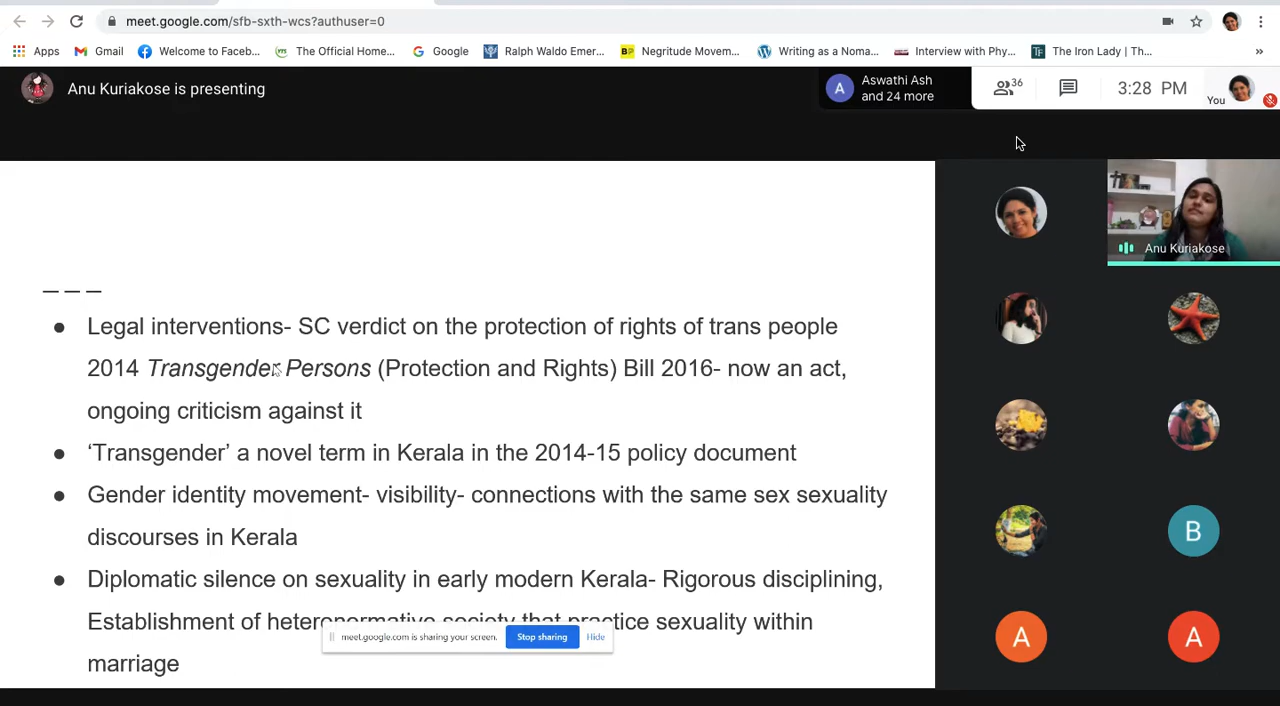 meet.google.com/sfb-sxth-wcs?authuser=0
Apps Gmail Welcome to Faceb... The Official Home... Google Ralph Waldo Emer... Negritude Movem... Writing as a Noma... Interview with Phy... The Iron Lady | Th... »
Anu Kuriakose is presenting
A Aswathi Ash
and 24 more
36
3:28 PM
You
Anu Kuriakose
– – –
● Legal interventions- SC verdict on the protection of rights of trans people
2014 Transgender Persons (Protection and Rights) Bill 2016- now an act,
ongoing criticism against it
● ‘Transgender’ a novel term in Kerala in the 2014-15 policy document
● Gender identity movement- visibility- connections with the same sex sexuality
discourses in Kerala
● Diplomatic silence on sexuality in early modern Kerala- Rigorous disciplining,
Establishment of heteronormative society that practice sexuality within
marriage
meet.google.com is sharing your screen. Stop sharing Hide
B
A A